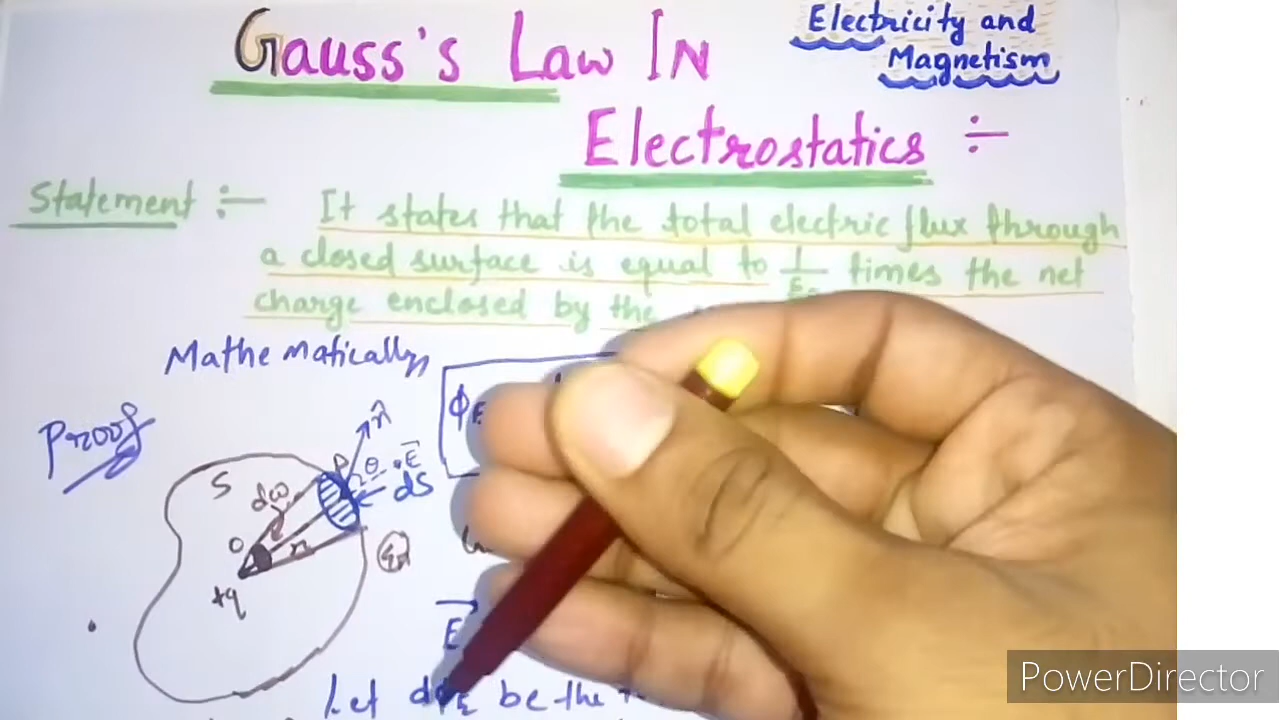 Gauss's Law In
Electricity and
Magnetism
Electrostatics :-
Statement :- It states that the total electric flux through
a closed surface is equal to 1/ε₀ times the net
charge enclosed by the
Mathematically
Proof
ϕE
n̂
P
θ
E⃗
S
dω
dS
O
r
+q
E⃗
Let dϕE be the
PowerDirector